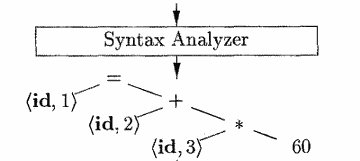 Syntax Analyzer
=
⟨id, 1⟩
+
⟨id, 2⟩
*
⟨id, 3⟩
60